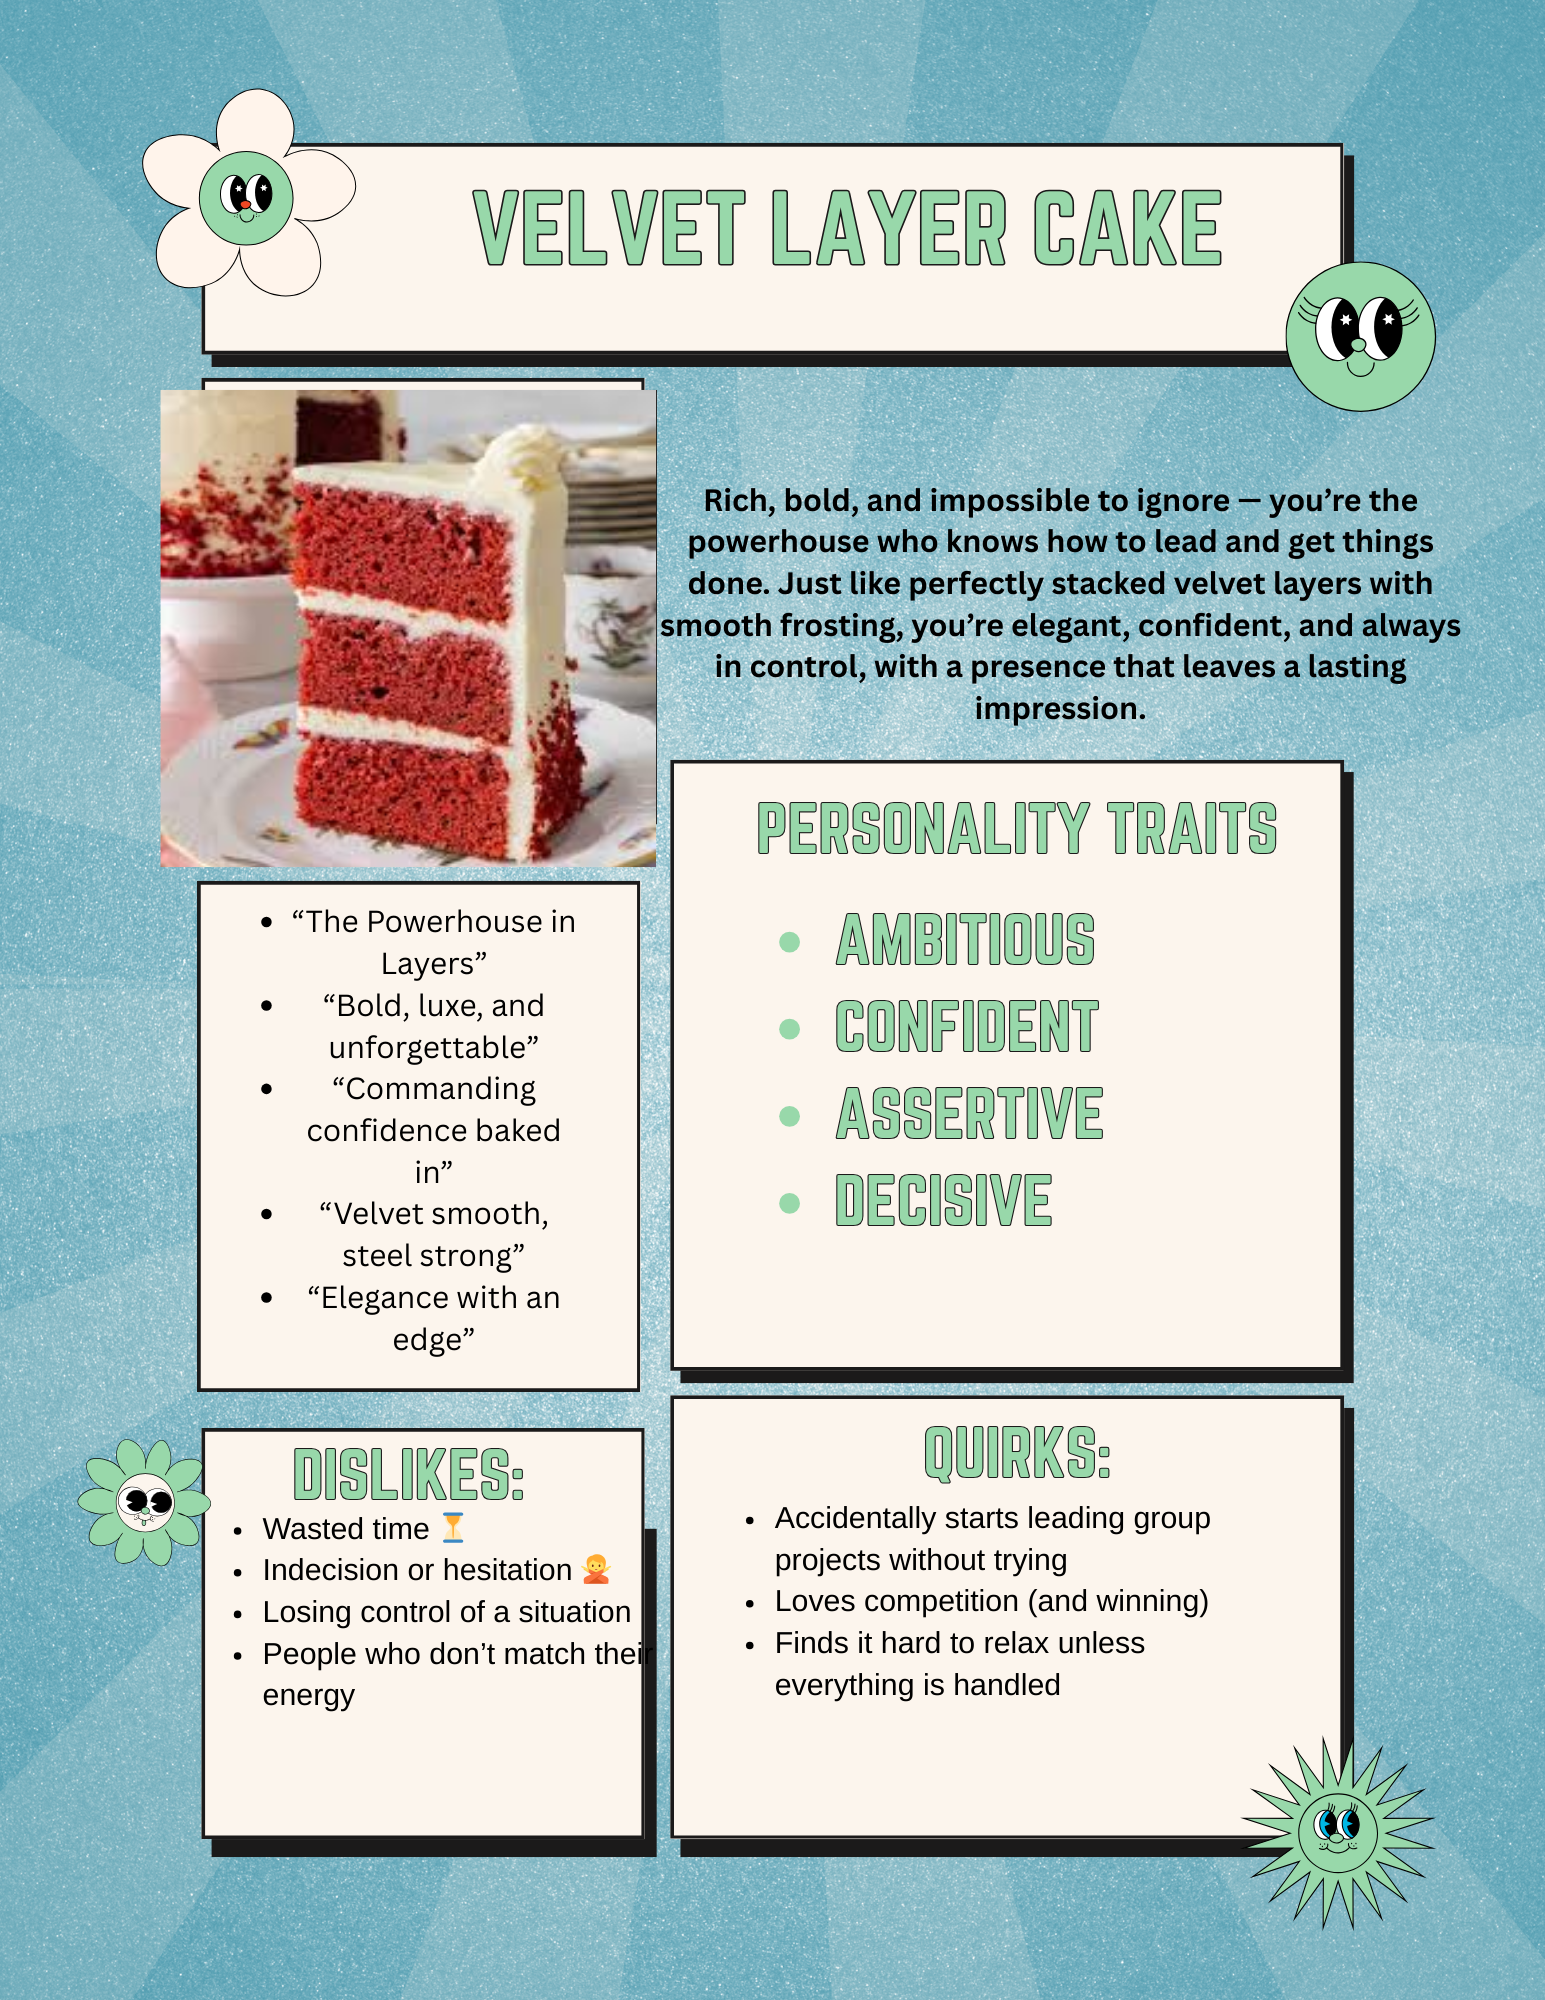 VELVET LAYER CAKE
Rich, bold, and impossible to ignore — you’re the
powerhouse who knows how to lead and get things
done. Just like perfectly stacked velvet layers with
smooth frosting, you’re elegant, confident, and always
in control, with a presence that leaves a lasting
impression.
PERSONALITY TRAITS
• AMBITIOUS
• CONFIDENT
• ASSERTIVE
• DECISIVE
• “The Powerhouse in
Layers”
• “Bold, luxe, and
unforgettable”
• “Commanding
confidence baked
in”
• “Velvet smooth,
steel strong”
• “Elegance with an
edge”
DISLIKES:
• Wasted time ⏳
• Indecision or hesitation 🙅
• Losing control of a situation
• People who don’t match their
energy
QUIRKS:
• Accidentally starts leading group
projects without trying
• Loves competition (and winning)
• Finds it hard to relax unless
everything is handled